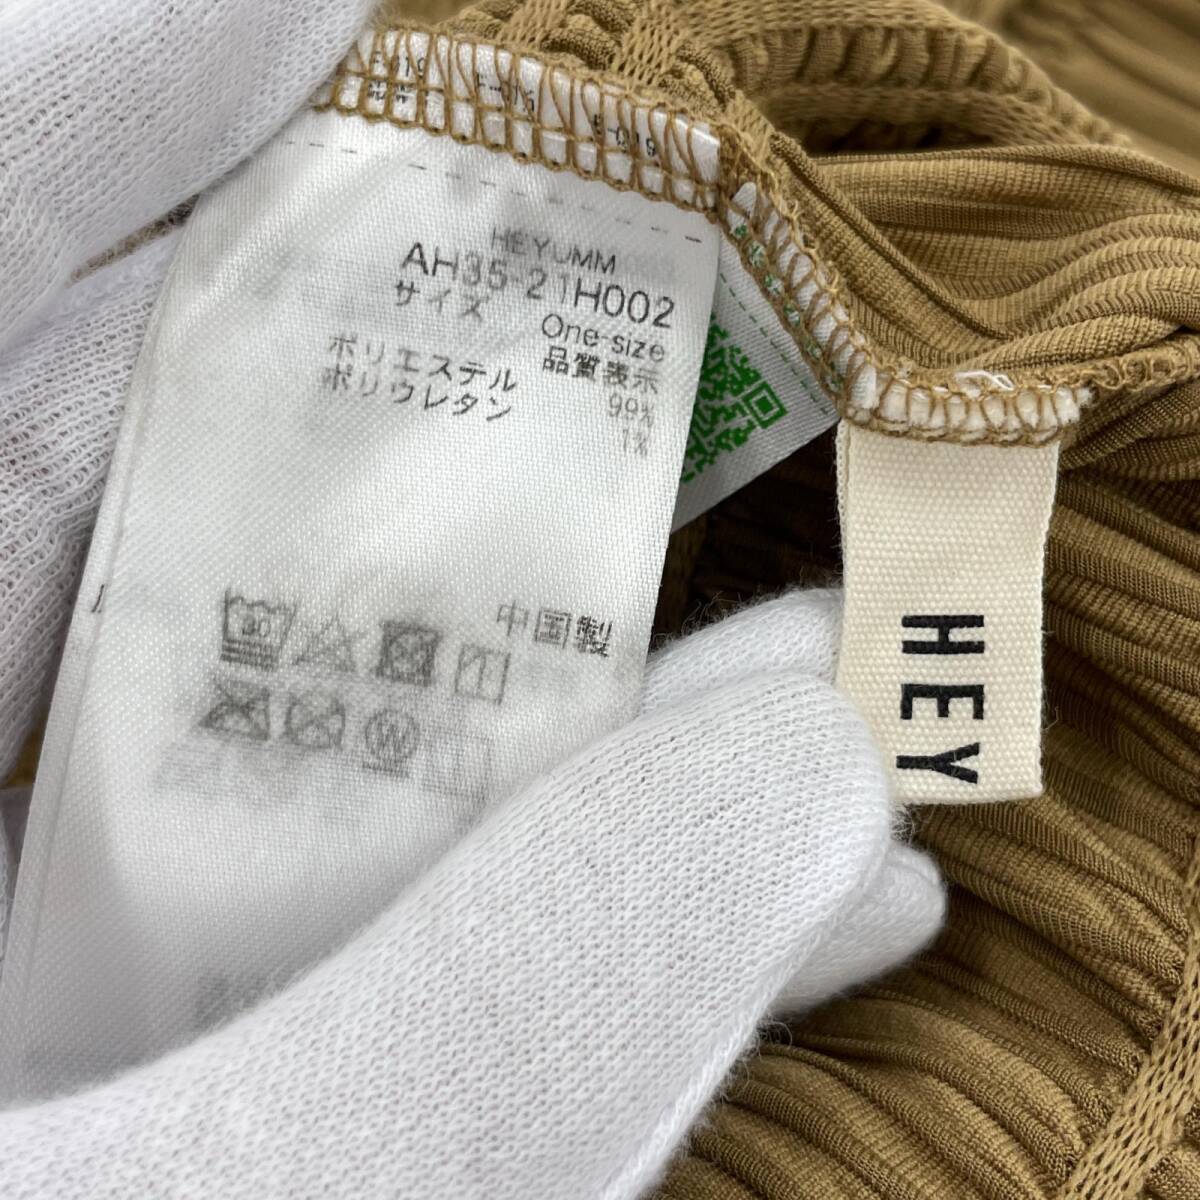 HEYUMM
AH35-21H002
サイズ One-size
品質表示
ポリエステル 99%
ポリウレタン 1%
中国製
30
W
HEY